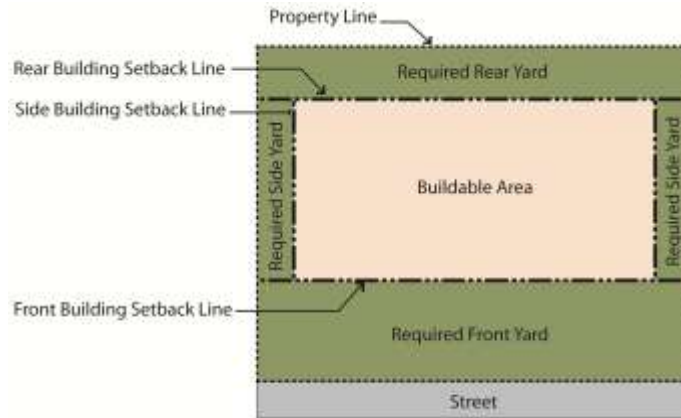 Property Line
Rear Building Setback Line
Required Rear Yard
Side Building Setback Line
Required Side Yard
Buildable Area
Required Side Yard
Front Building Setback Line
Required Front Yard
Street